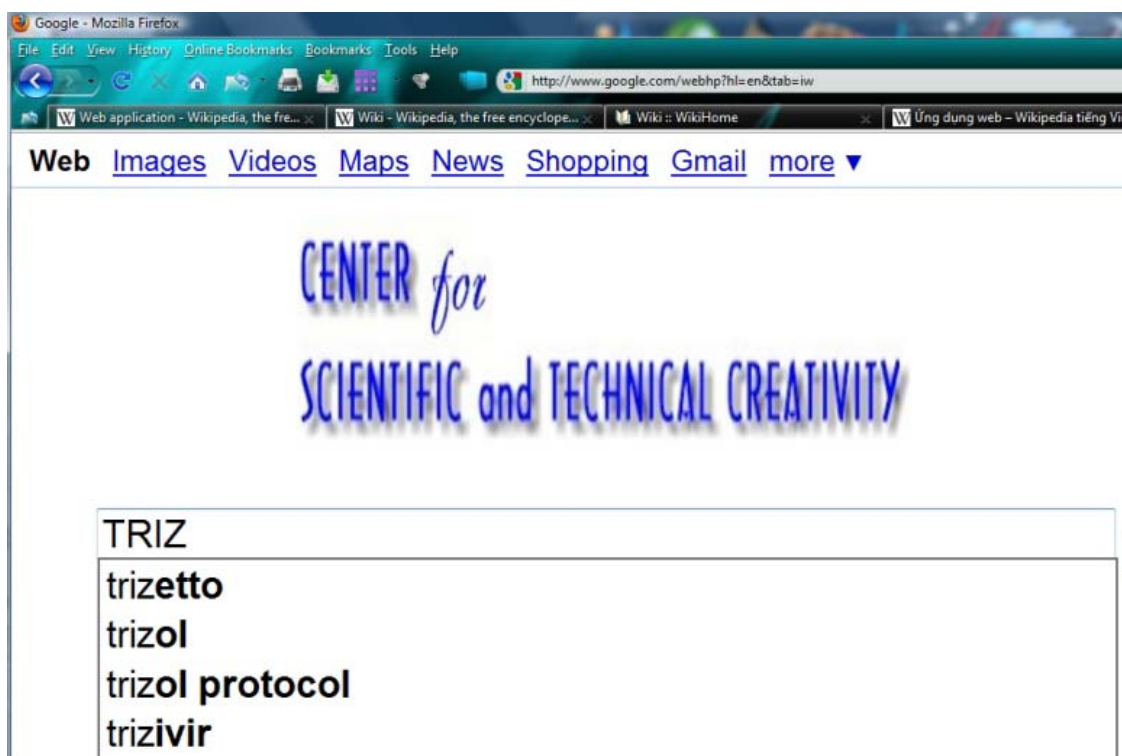 Google - Mozilla Firefox
File Edit View History Online Bookmarks Bookmarks Tools Help
http://www.google.com/webhp?hl=en&tab=iw
Web application - Wikipedia, the fre... Wiki - Wikipedia, the free encyclope... Wiki :: WikiHome Ứng dụng web – Wikipedia tiếng Vi
Web Images Videos Maps News Shopping Gmail more ▼
CENTER for
SCIENTIFIC and TECHNICAL CREATIVITY
TRIZ
trizetto
trizol
trizol protocol
trizivir